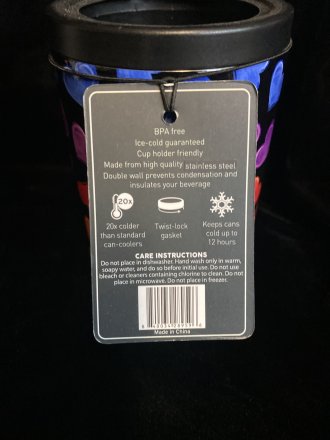 BPA free
Ice-cold guaranteed
Cup holder friendly
Made from high quality stainless steel
Double wall prevents condensation and
insulates your beverage
20x
20x colder
than standard
can-coolers
Twist-lock
gasket
Keeps cans
cold up to
12 hours
CARE INSTRUCTIONS
Do not place in dishwasher. Hand wash only in warm,
soapy water, and do so before initial use. Do not use
bleach or cleaners containing chlorine to clean. Do not
place in microwave. Do not place in freezer.
Made in China